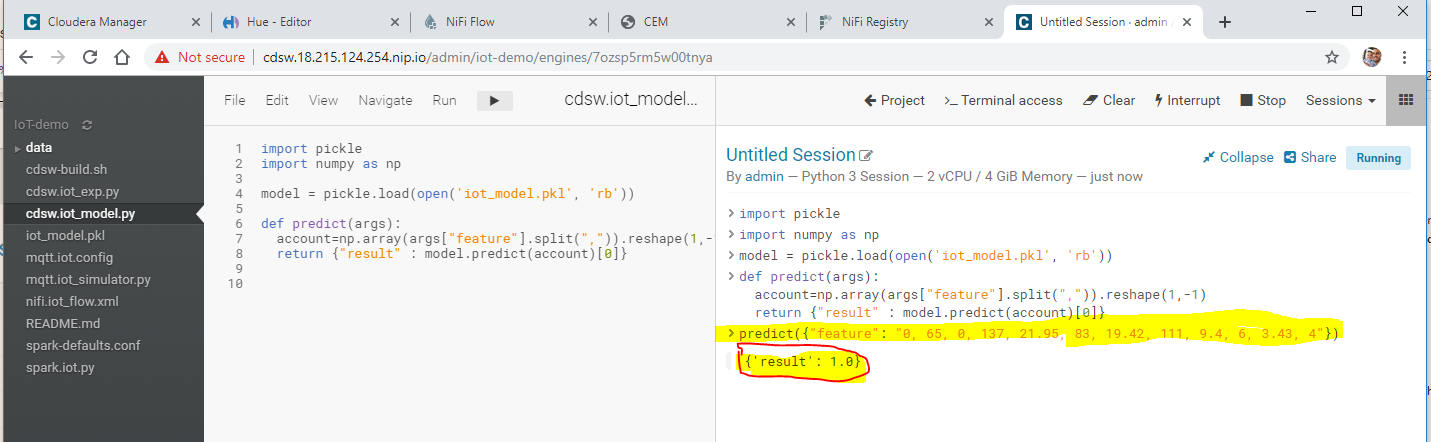 Cloudera Manager
Hue - Editor
NiFi Flow
CEM
NiFi Registry
Untitled Session · admin
Not secure | cdsw.18.215.124.254.nip.io/admin/iot-demo/engines/7ozsp5rm5w00tnya
IoT-demo
data
cdsw-build.sh
cdsw.iot_exp.py
cdsw.iot_model.py
iot_model.pkl
mqtt.iot.config
mqtt.iot_simulator.py
nifi.iot_flow.xml
README.md
spark-defaults.conf
spark.iot.py
File Edit View Navigate Run cdsw.iot_model...
1 import pickle
2 import numpy as np
3
4 model = pickle.load(open('iot_model.pkl', 'rb'))
5
6 def predict(args):
7 account=np.array(args["feature"].split(",")).reshape(1,-
8 return {"result" : model.predict(account)[0]}
9
10
Project >_ Terminal access Clear Interrupt Stop Sessions
Untitled Session
Collapse Share Running
By admin — Python 3 Session — 2 vCPU / 4 GiB Memory — just now
> import pickle
> import numpy as np
> model = pickle.load(open('iot_model.pkl', 'rb'))
> def predict(args):
account=np.array(args["feature"].split(",")).reshape(1,-1)
return {"result" : model.predict(account)[0]}
> predict({"feature": "0, 65, 0, 137, 21.95, 83, 19.42, 111, 9.4, 6, 3.43, 4"})
{'result': 1.0}